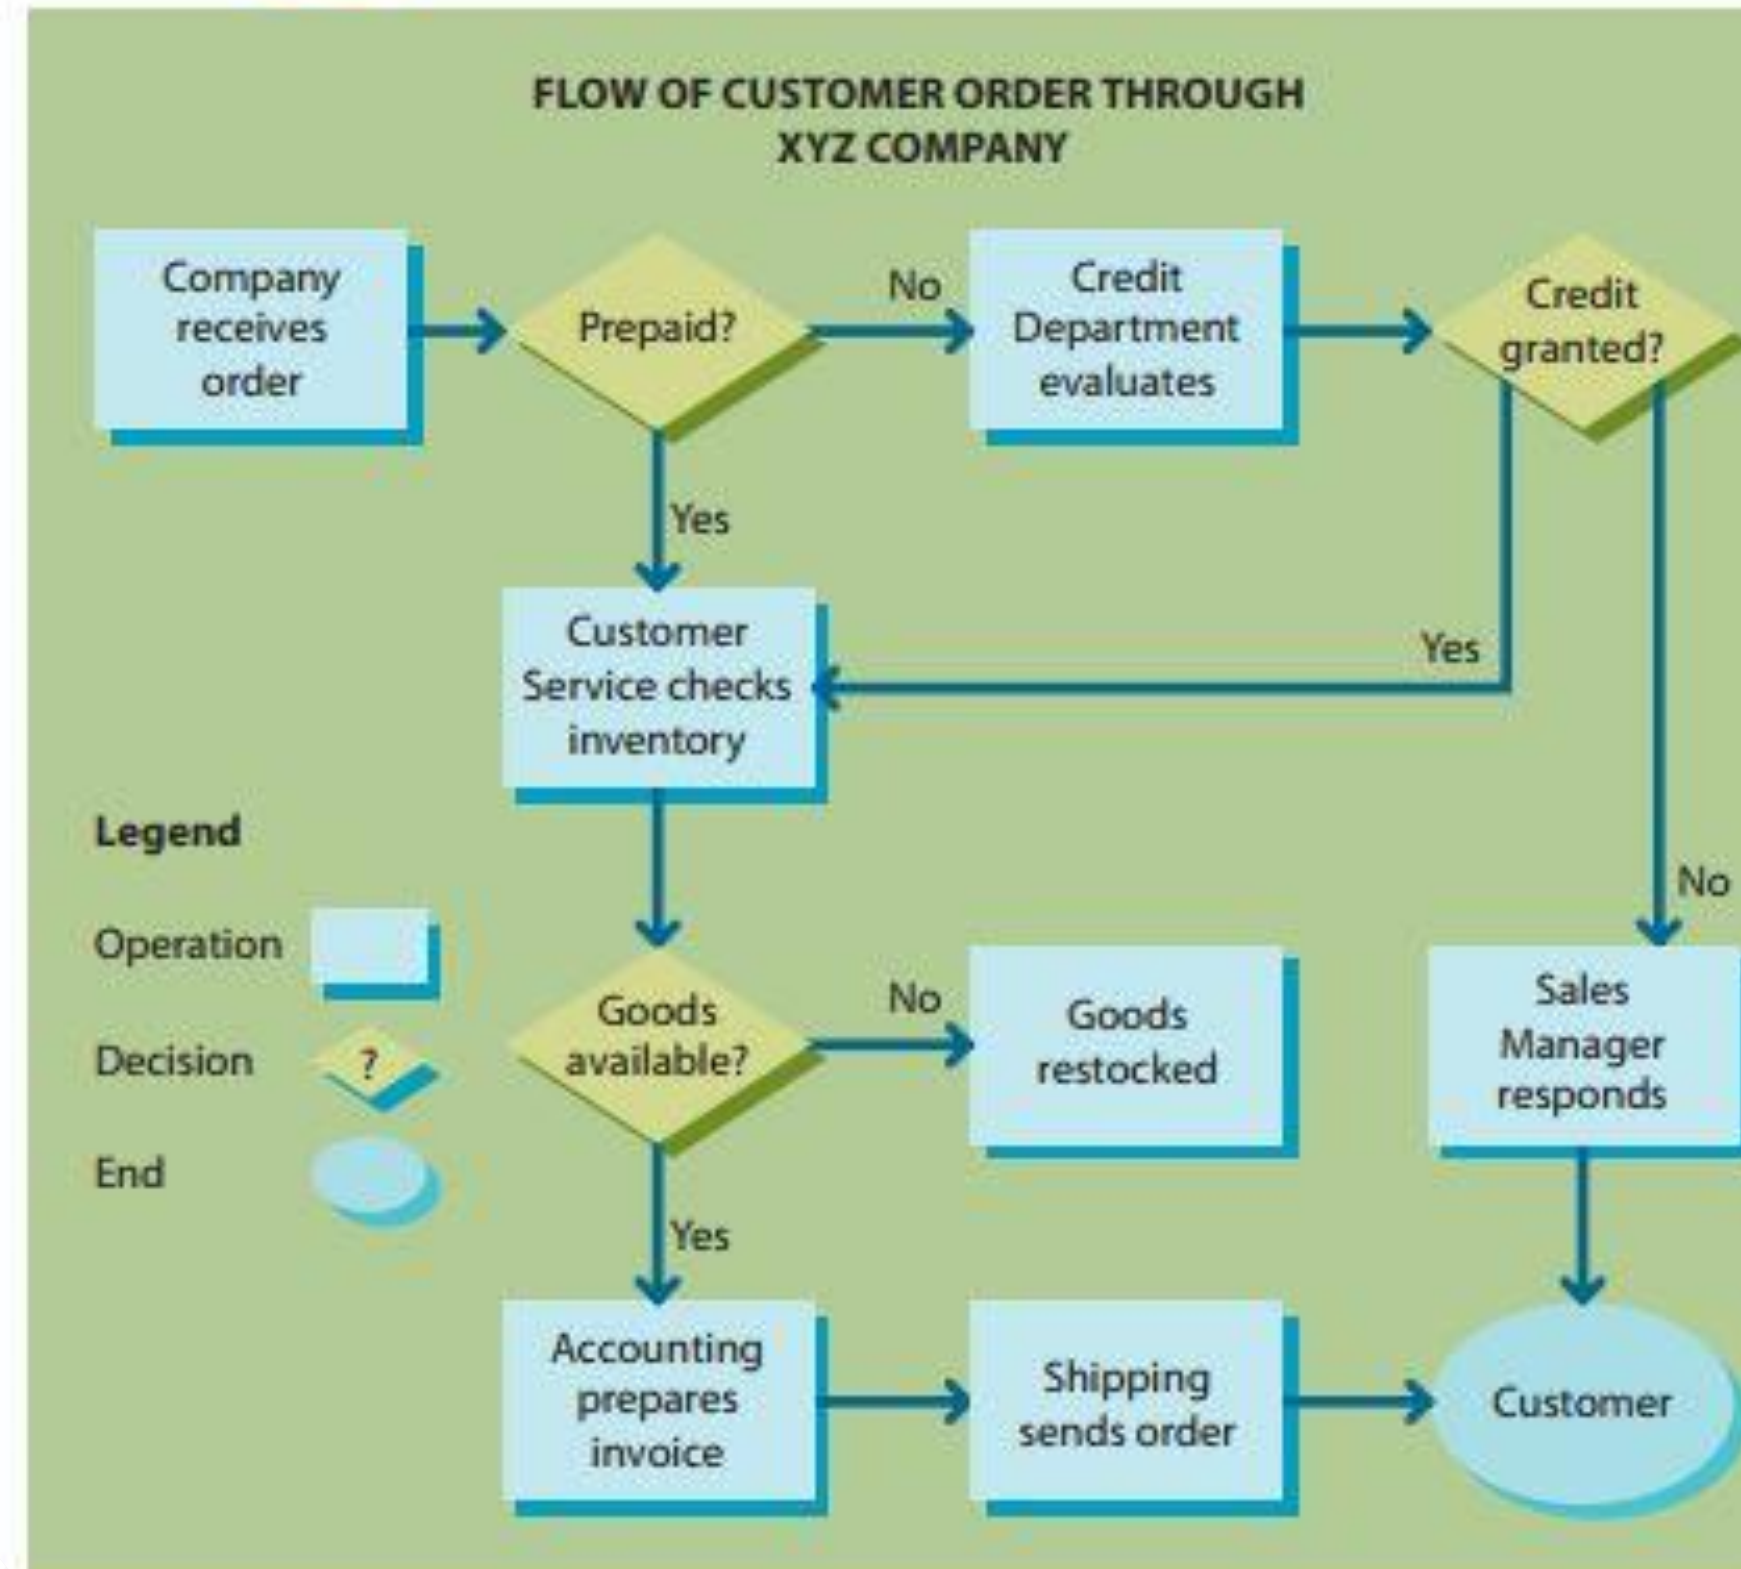 FLOW OF CUSTOMER ORDER THROUGH
XYZ COMPANY
Company
receives
order
Prepaid?
No
Credit
Department
evaluates
Credit
granted?
Yes
Customer
Service checks
inventory
Yes
No
Legend
Operation
Decision
?
End
Goods
available?
No
Goods
restocked
Sales
Manager
responds
Yes
Accounting
prepares
invoice
Shipping
sends order
Customer